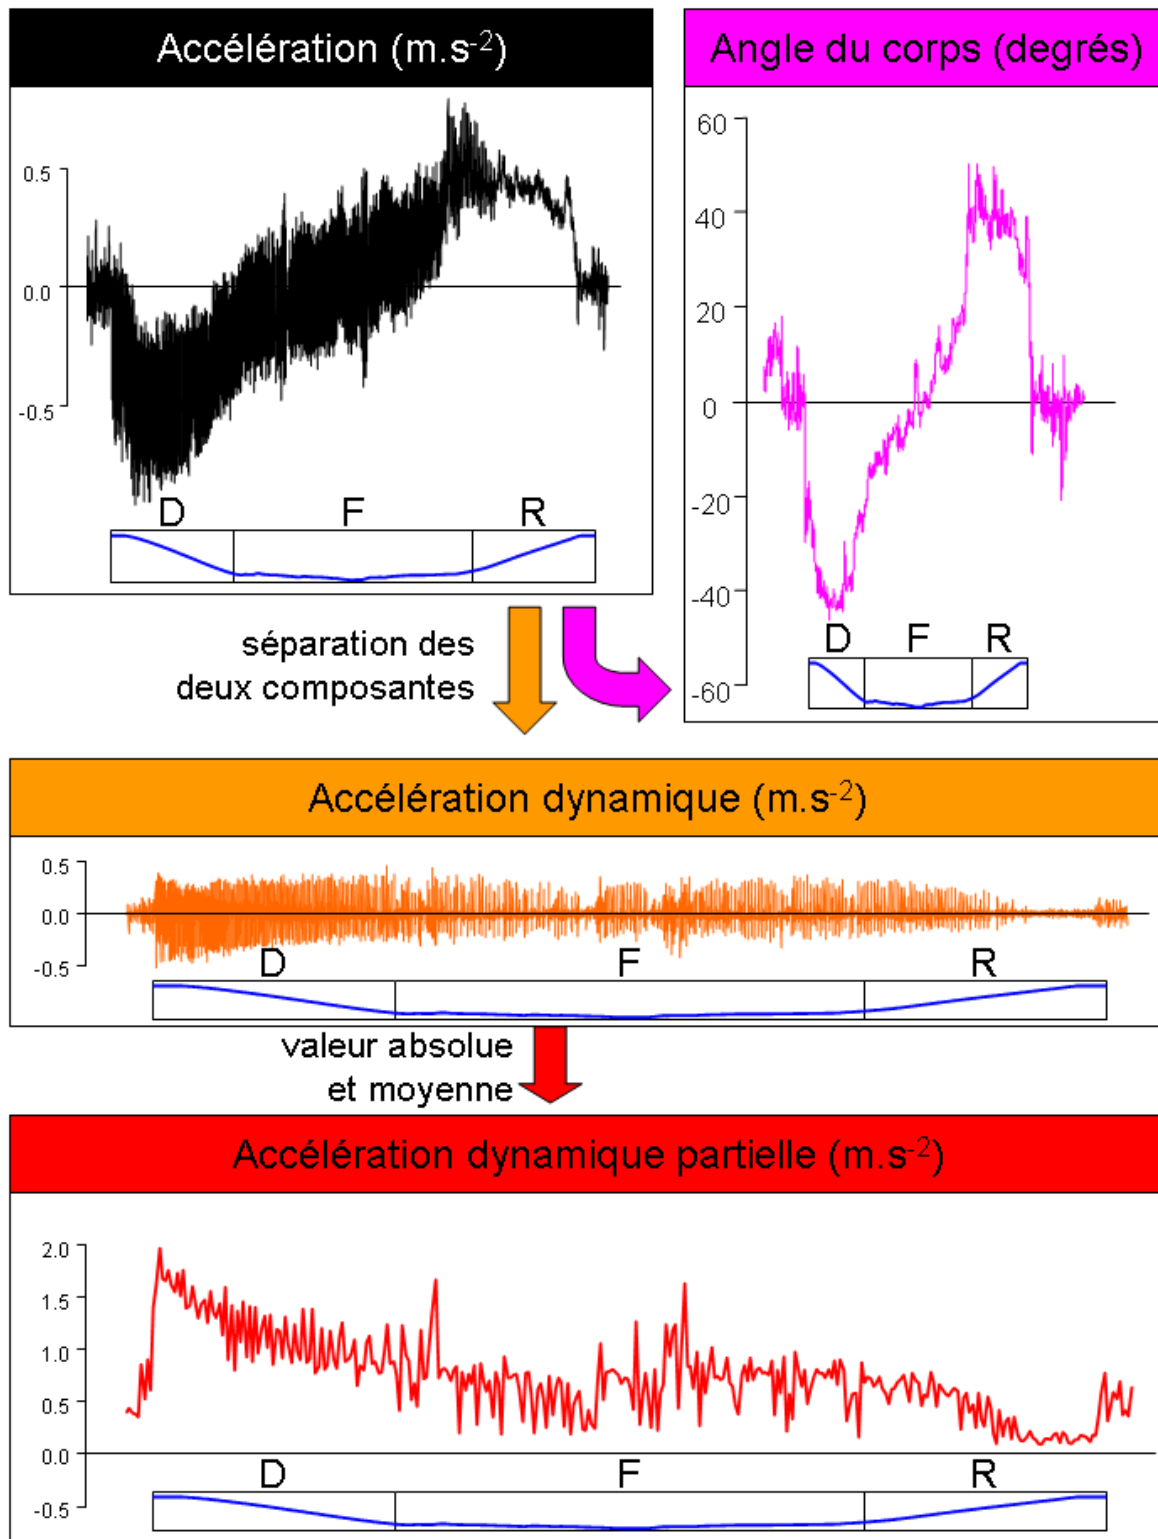 Accélération (m.s-2)
0.5
0.0
-0.5
D F R
Angle du corps (degrés)
60
40
20
0
-20
-40
-60
D F R
séparation des
deux composantes
Accélération dynamique (m.s-2)
0.5
0.0
-0.5
D F R
valeur absolue
et moyenne
Accélération dynamique partielle (m.s-2)
2.0
1.5
1.0
0.5
0.0
-0.5
D F R